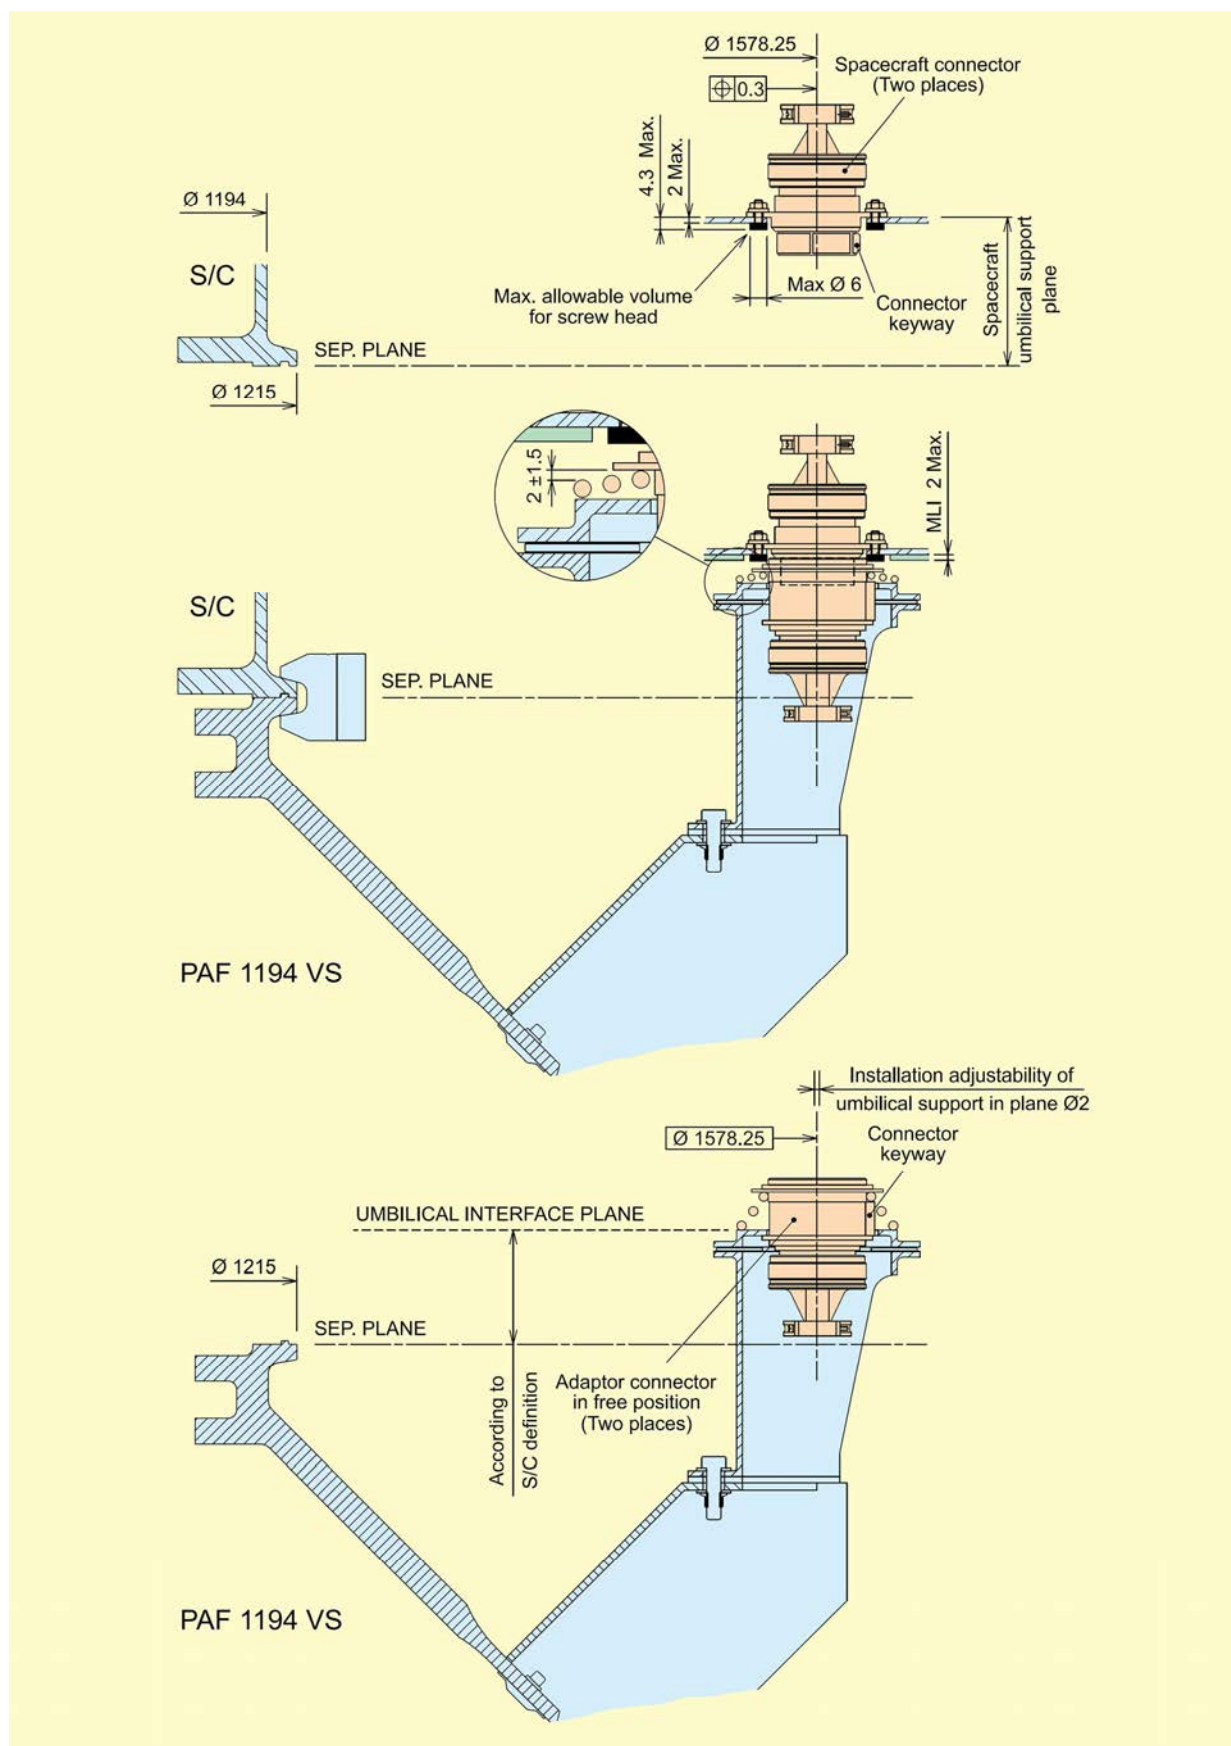 Ø 1578.25
Spacecraft connector
(Two places)
⌖ 0.3
4.3 Max.
2 Max.
Ø 1194
S/C
Max Ø 6
Max. allowable volume
for screw head
Connector
keyway
Spacecraft
umbilical support
plane
SEP. PLANE
Ø 1215
2 ±1.5
MLI 2 Max.
S/C
SEP. PLANE
PAF 1194 VS
Installation adjustability of
umbilical support in plane Ø2
Ø 1578.25
Connector
keyway
UMBILICAL INTERFACE PLANE
Ø 1215
SEP. PLANE
According to
S/C definition
Adaptor connector
in free position
(Two places)
PAF 1194 VS